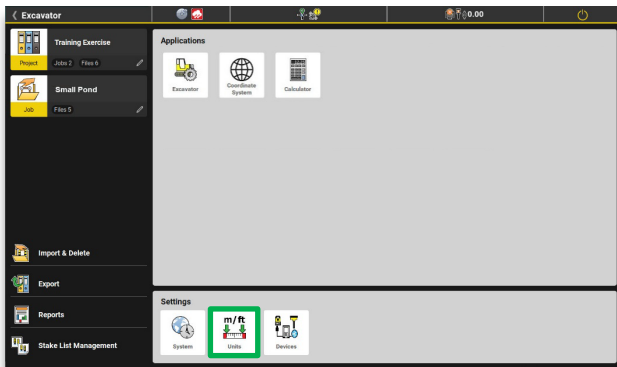 Excavator
0.00
Training Exercise
Project
Jobs 2
Files 6
Small Pond
Job
Files 5
Import & Delete
Export
Reports
Stake List Management
Applications
Excavator
Coordinate
System
Calculator
Settings
System
m/ft
Units
Devices